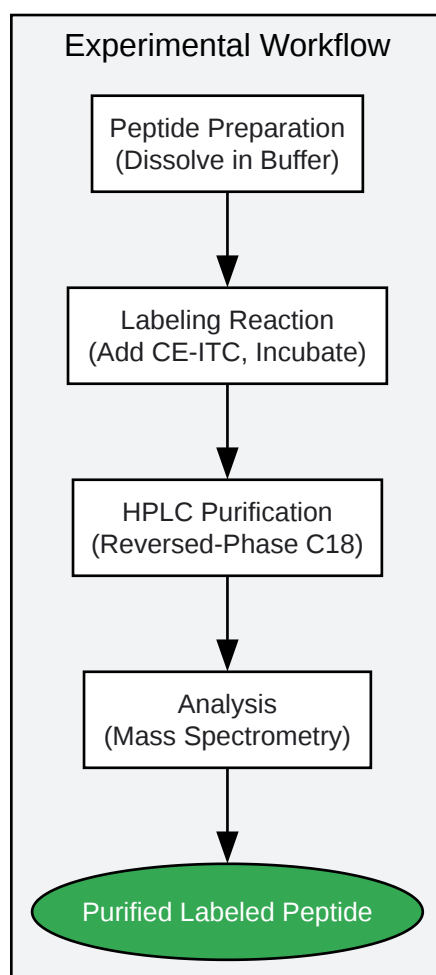 Experimental Workflow
Peptide Preparation
(Dissolve in Buffer)
Labeling Reaction
(Add CE-ITC, Incubate)
HPLC Purification
(Reversed-Phase C18)
Analysis
(Mass Spectrometry)
Purified Labeled Peptide